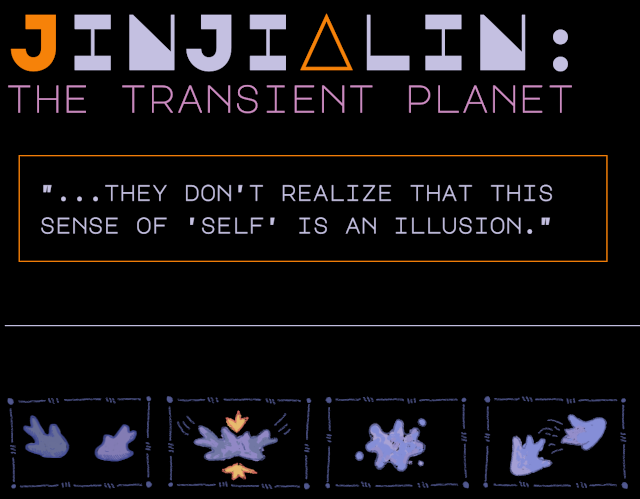 JINJIALIN:
THE TRANSIENT PLANET
"...THEY DON'T REALIZE THAT THIS
SENSE OF 'SELF' IS AN ILLUSION."